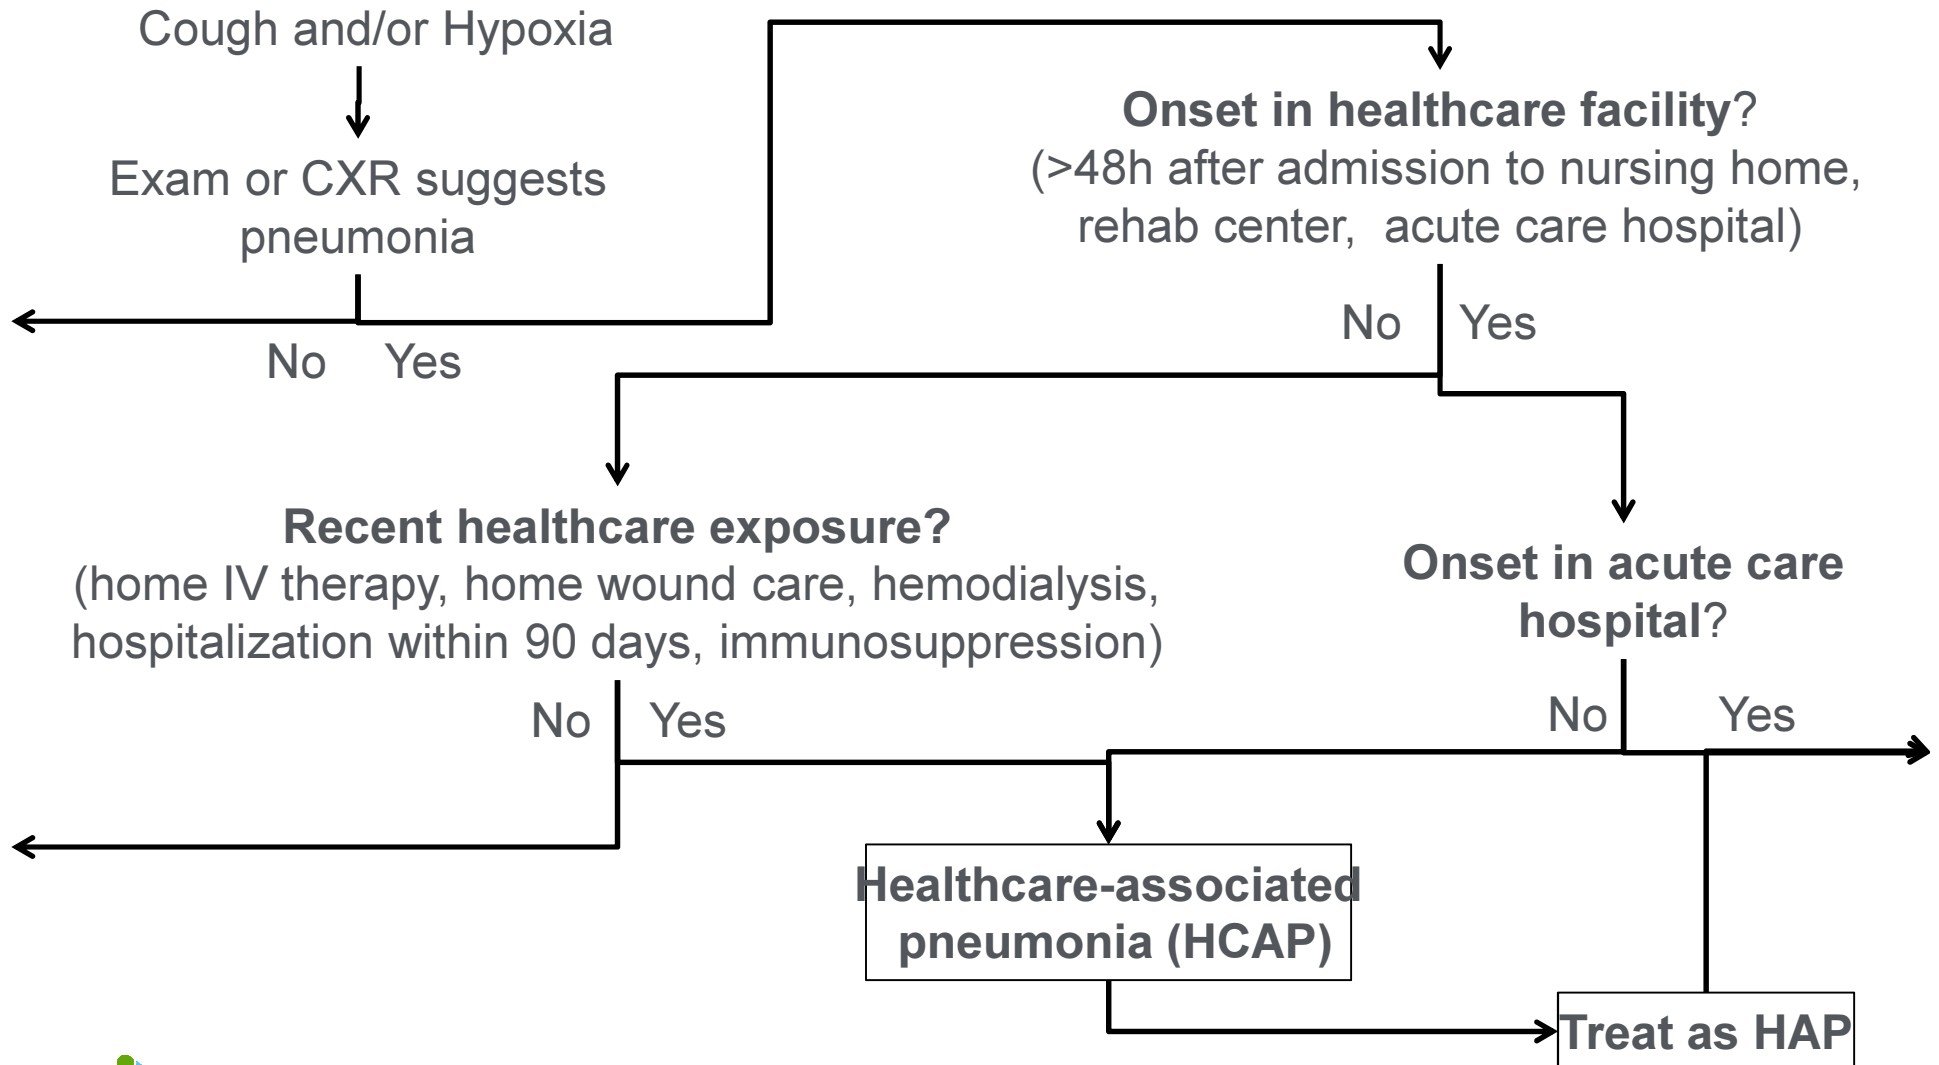 Cough and/or Hypoxia
Exam or CXR suggests
pneumonia
No Yes
Onset in healthcare facility?
(>48h after admission to nursing home,
rehab center, acute care hospital)
No Yes
Recent healthcare exposure?
(home IV therapy, home wound care, hemodialysis,
hospitalization within 90 days, immunosuppression)
No Yes
Onset in acute care
hospital?
No Yes
Healthcare-associated
pneumonia (HCAP)
Treat as HAP